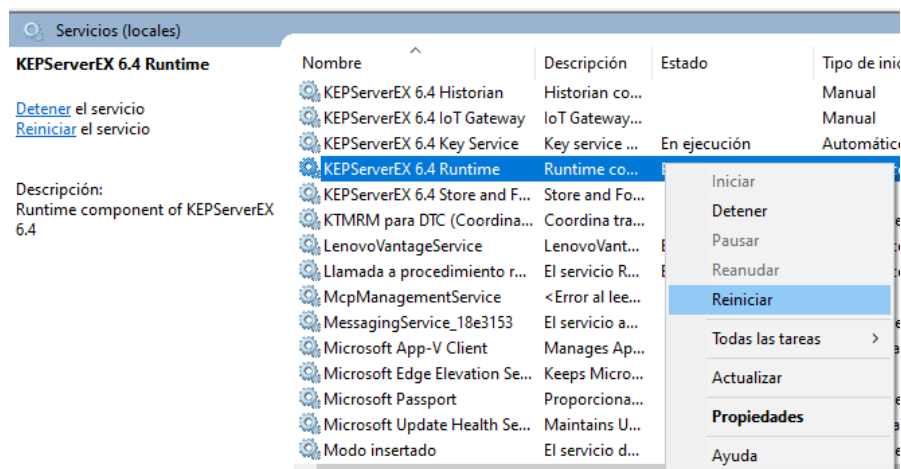 Servicios (locales)
KEPServerEX 6.4 Runtime
Detener el servicio
Reiniciar el servicio
Descripción:
Runtime component of KEPServerEX
6.4
Nombre Descripción Estado Tipo de inic
KEPServerEX 6.4 Historian Historian co... Manual
KEPServerEX 6.4 IoT Gateway IoT Gateway... Manual
KEPServerEX 6.4 Key Service Key service ... En ejecución Automático
KEPServerEX 6.4 Runtime Runtime co...
KEPServerEX 6.4 Store and F... Store and Fo...
KTMRM para DTC (Coordina... Coordina tra...
LenovoVantageService LenovoVant...
Llamada a procedimiento r... El servicio R...
McpManagementService <Error al lee...
MessagingService_18e3153 El servicio a...
Microsoft App-V Client Manages Ap...
Microsoft Edge Elevation Se... Keeps Micro...
Microsoft Passport Proporciona...
Microsoft Update Health Se... Maintains U...
Modo insertado El servicio d...
Iniciar
Detener
Pausar
Reanudar
Reiniciar
Todas las tareas
Actualizar
Propiedades
Ayuda